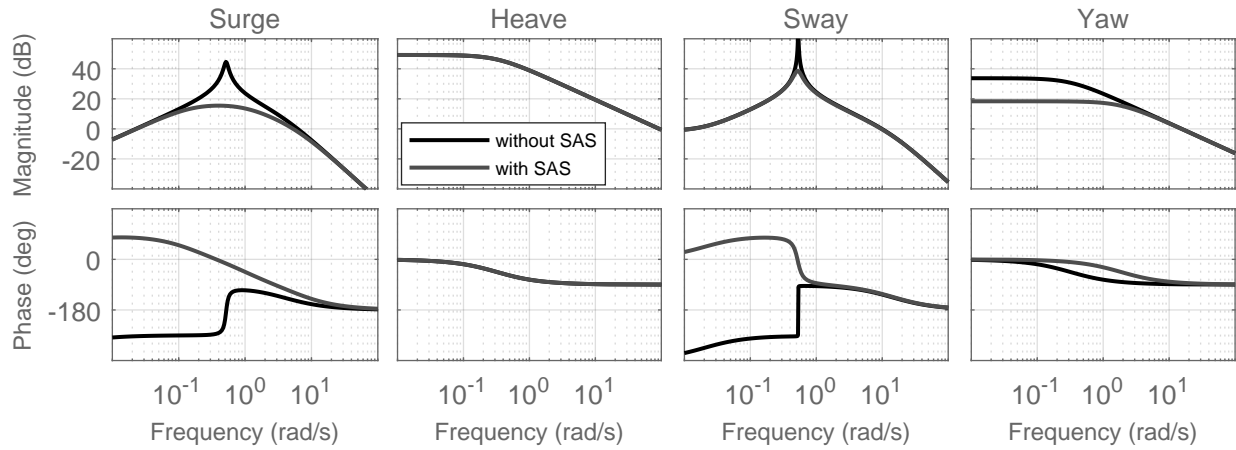 Surge Heave Sway Yaw
Magnitude (dB)
40
20
0
-20
without SAS
with SAS
Phase (deg)
0
-180
10^-1 10^0 10^1 10^-1 10^0 10^1 10^-1 10^0 10^1 10^-1 10^0 10^1
Frequency (rad/s) Frequency (rad/s) Frequency (rad/s) Frequency (rad/s)